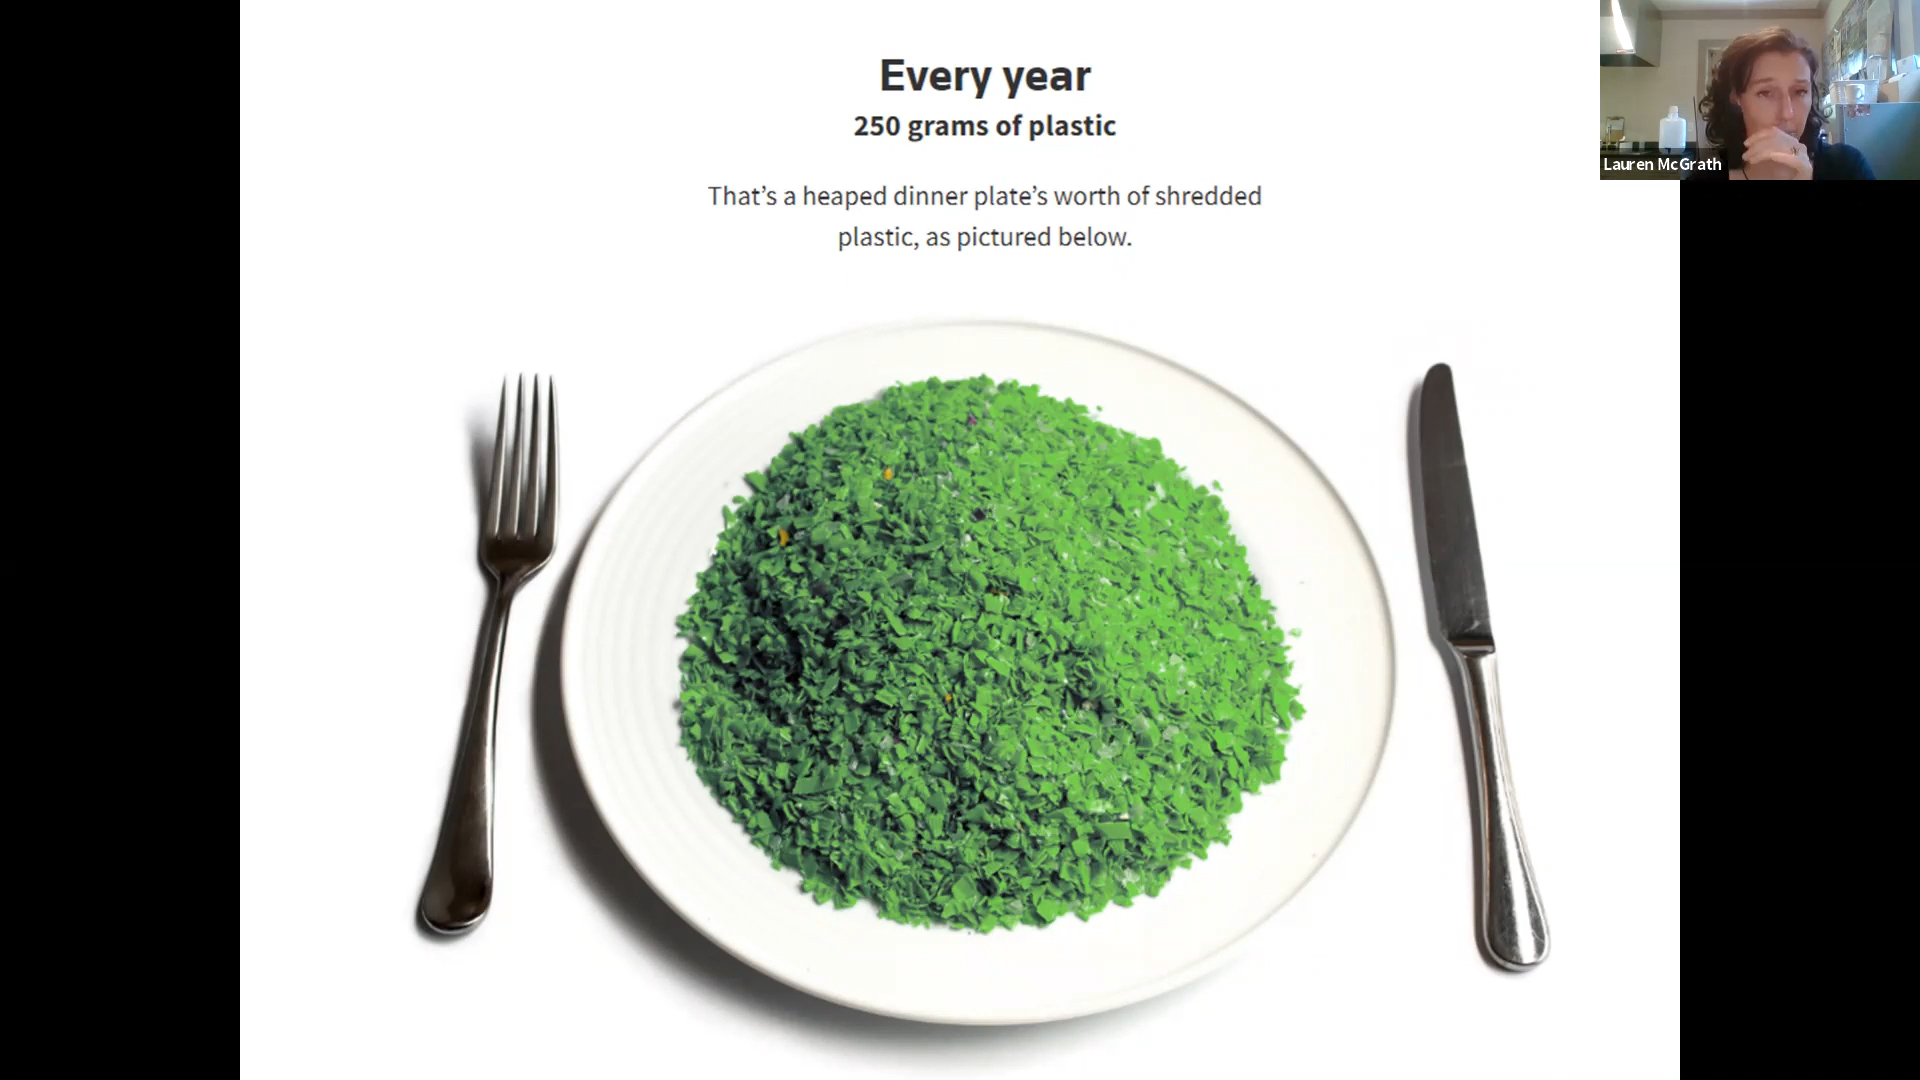 Every year
250 grams of plastic
That’s a heaped dinner plate’s worth of shredded
plastic, as pictured below.
Lauren McGrath